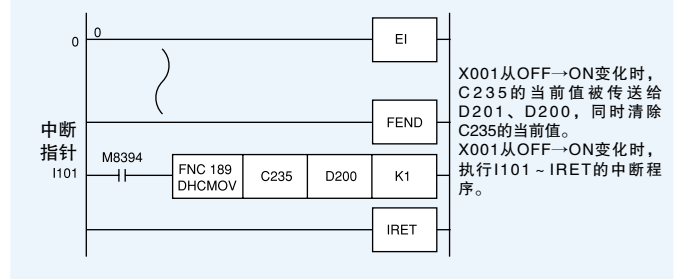 0
0
EI
FEND
中断
指针
I101
M8394
FNC 189
DHCMOV
C235
D200
K1
IRET
X001从OFF→ON变化时，
C235的当前值被传送给
D201、D200，同时清除
C235的当前值。
X001从OFF→ON变化时，
执行I101～IRET的中断程
序。